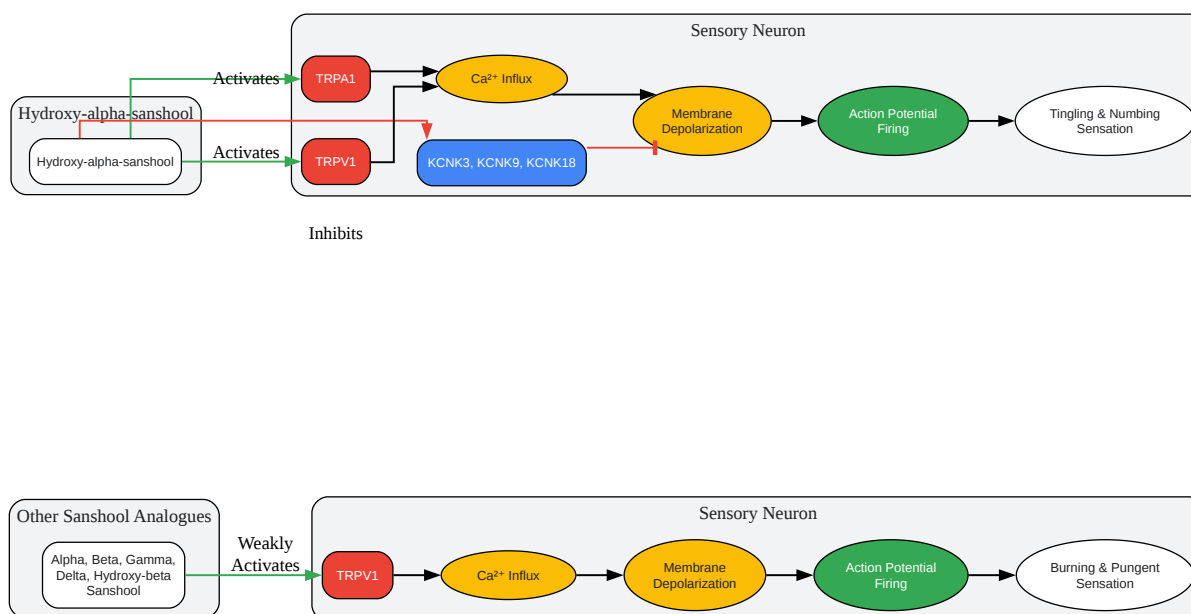 Sensory Neuron
Activates
TRPA1
Ca²⁺ Influx
Hydroxy-alpha-sanshool
Membrane
Depolarization
Action Potential
Firing
Tingling & Numbing
Sensation
Hydroxy-alpha-sanshool
Activates
TRPV1
KCNK3, KCNK9, KCNK18
Inhibits
Other Sanshool Analogues
Sensory Neuron
Alpha, Beta, Gamma,
Delta, Hydroxy-beta
Sanshool
Weakly
Activates
TRPV1
Ca²⁺ Influx
Membrane
Depolarization
Action Potential
Firing
Burning & Pungent
Sensation